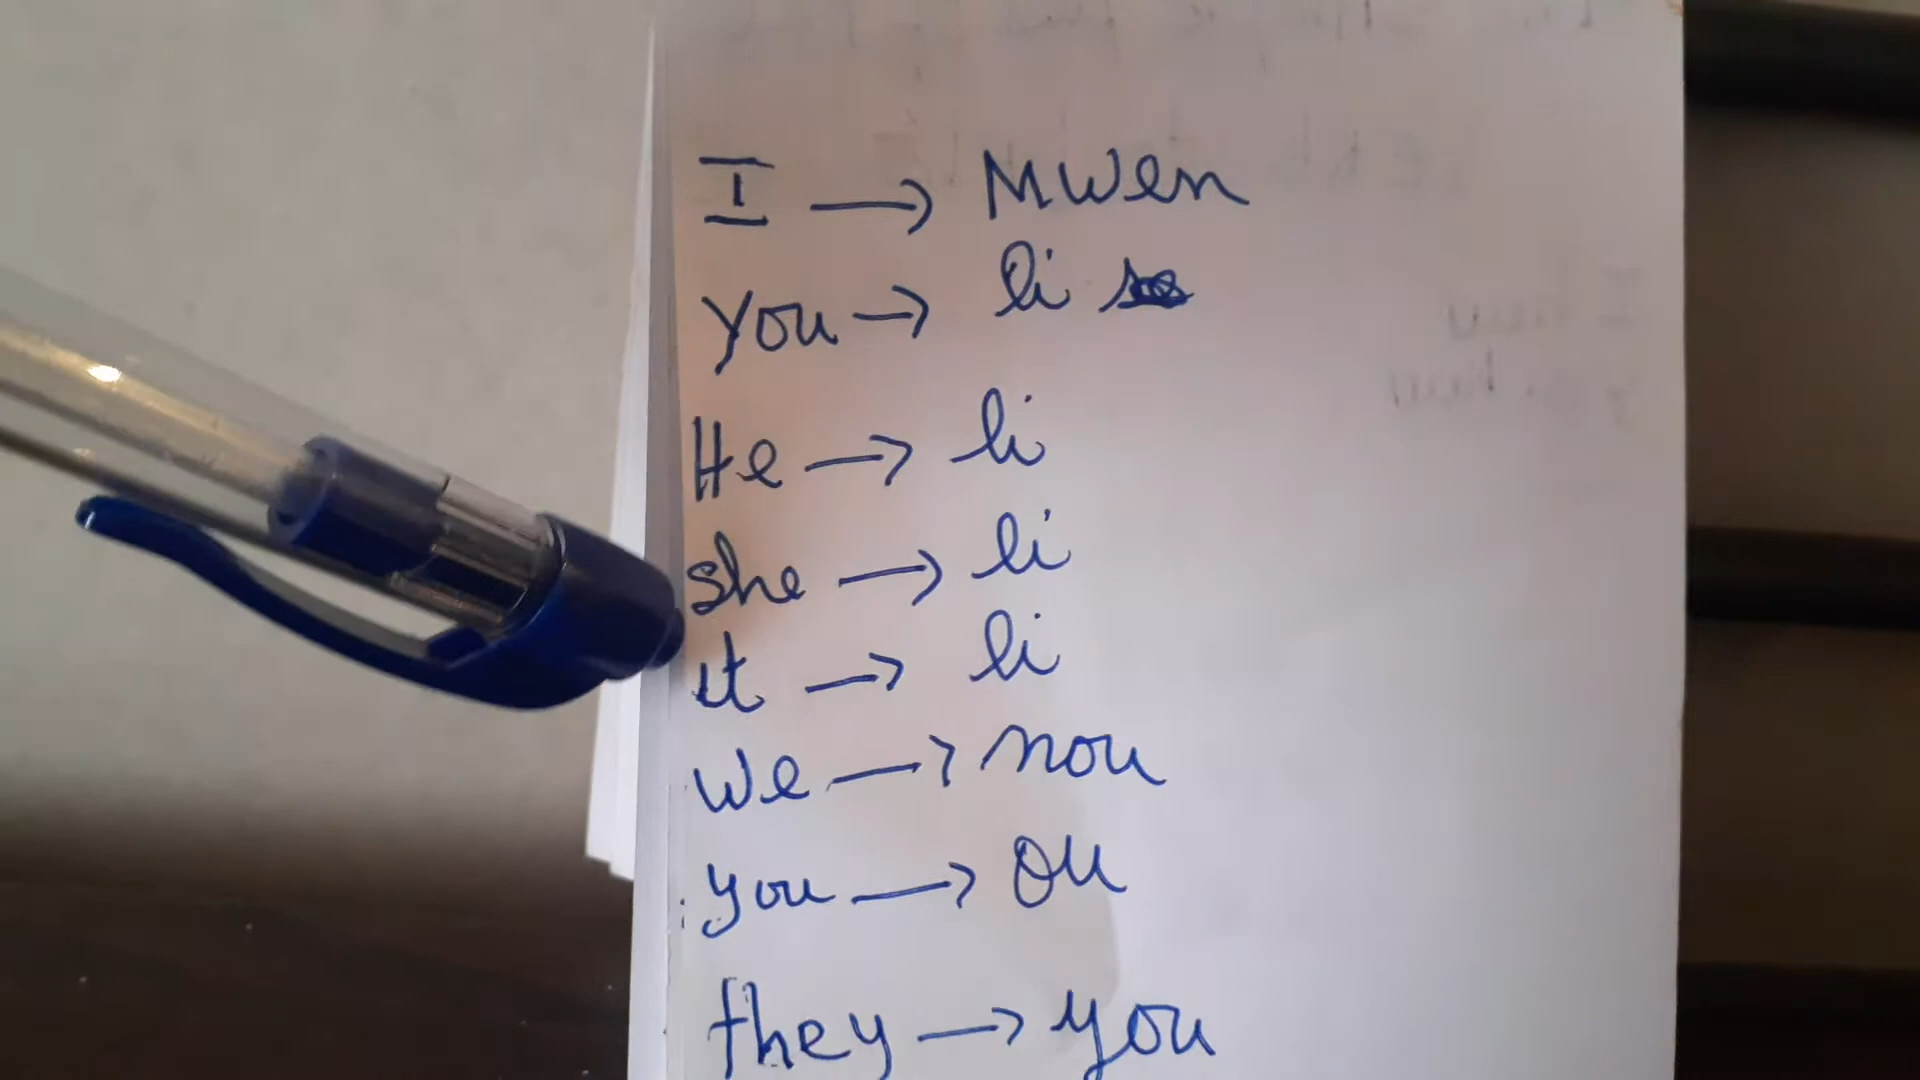 I → Mwen
You → li
He → li
she → li
it → li
we → nou
you → ou
they → you